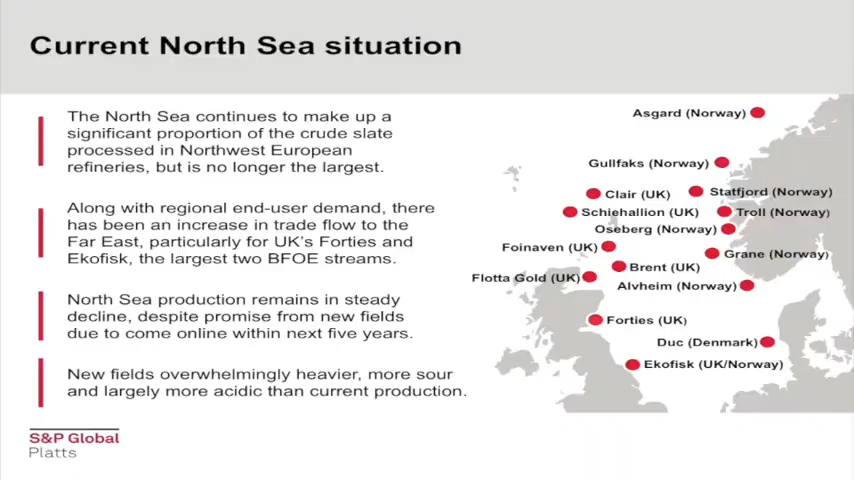 Current North Sea situation
The North Sea continues to make up a
significant proportion of the crude slate
processed in Northwest European
refineries, but is no longer the largest.
Along with regional end-user demand, there
has been an increase in trade flow to the
Far East, particularly for UK's Forties and
Ekofisk, the largest two BFOE streams.
North Sea production remains in steady
decline, despite promise from new fields
due to come online within next five years.
New fields overwhelmingly heavier, more sour
and largely more acidic than current production.
Asgard (Norway)
Gullfaks (Norway)
Clair (UK)
Statfjord (Norway)
Schiehallion (UK)
Troll (Norway)
Oseberg (Norway)
Foinaven (UK)
Grane (Norway)
Brent (UK)
Flotta Gold (UK)
Alvheim (Norway)
Forties (UK)
Duc (Denmark)
Ekofisk (UK/Norway)
S&P Global
Platts